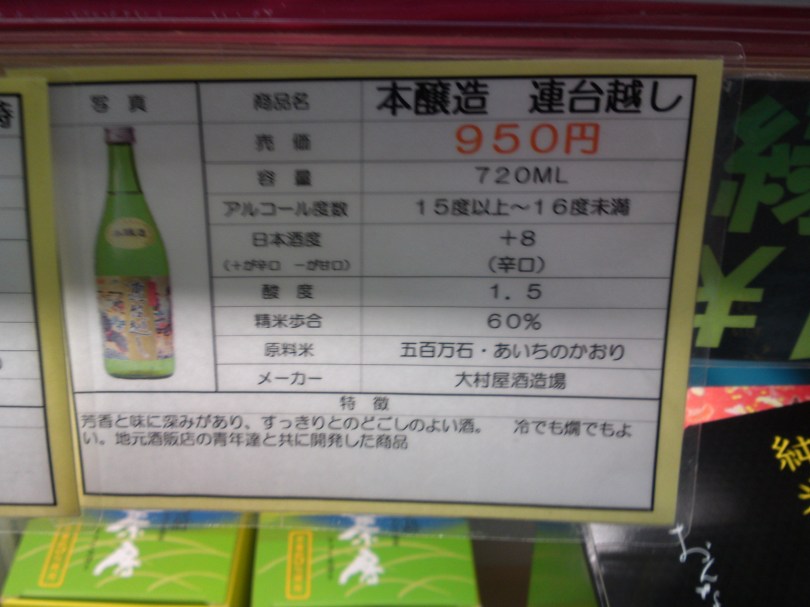 写真
商品名 本醸造 連台越し
売価 950円
容量 720ML
アルコール度数 15度以上~16度未満
日本酒度 +8
(+が辛口 -が甘口) (辛口)
酸度 1.5
精米歩合 60%
原料米 五百万石・あいちのかおり
メーカー 大村屋酒造場
特徴
芳香と味に深みがあり、すっきりとのどごしのよい酒。 冷でも燗でもよ
い。地元酒販店の青年達と共に開発した商品
純
¥1
純
米
おんな